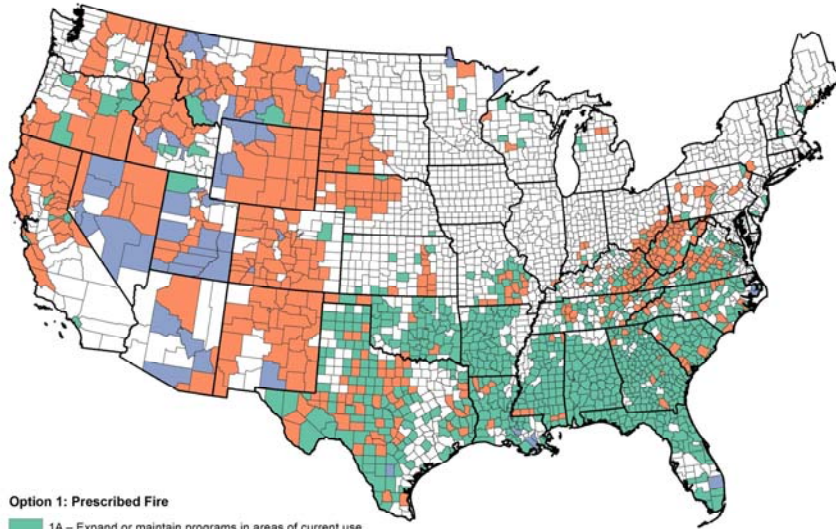 Option 1: Prescribed Fire
1A – Expand or maintain programs in areas of current use